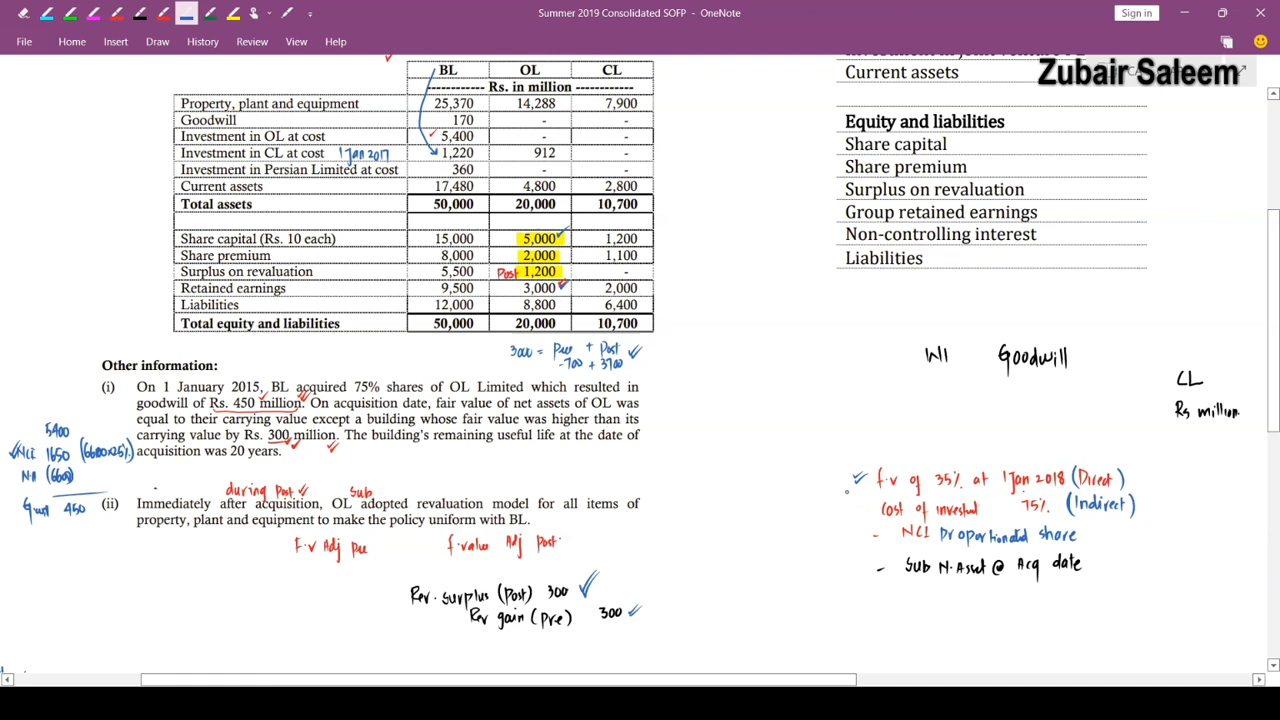 Summer 2019 Consolidated SOFP - OneNote
Sign in
File Home Insert Draw History Review View Help
Zubair Saleem
BL OL CL
------------ Rs. in million ------------
Property, plant and equipment 25,370 14,288 7,900
Goodwill 170 - -
Investment in OL at cost 5,400 - -
Investment in CL at cost 1 Jan 2017 1,220 912 -
Investment in Persian Limited at cost 360 - -
Current assets 17,480 4,800 2,800
Total assets 50,000 20,000 10,700
Share capital (Rs. 10 each) 15,000 5,000 1,200
Share premium 8,000 2,000 1,100
Surplus on revaluation 5,500 Post 1,200 -
Retained earnings 9,500 3,000 2,000
Liabilities 12,000 8,800 6,400
Total equity and liabilities 50,000 20,000 10,700
3000 = Pre + Post
-700 + 3700
Other information:
(i) On 1 January 2015, BL acquired 75% shares of OL Limited which resulted in
goodwill of Rs. 450 million. On acquisition date, fair value of net assets of OL was
equal to their carrying value except a building whose fair value was higher than its
carrying value by Rs. 300 million. The building's remaining useful life at the date of
acquisition was 20 years.
5400
NCI 1650 (6600x25%)
N.A (6600)
450
during Post Sub
(ii) Immediately after acquisition, OL adopted revaluation model for all items of
property, plant and equipment to make the policy uniform with BL.
F.v Adj Pre
f.value Adj Post
Rev. Surplus (Post) 300
Rev gain (Pre) 300
Current assets
Equity and liabilities
Share capital
Share premium
Surplus on revaluation
Group retained earnings
Non-controlling interest
Liabilities
W1 Goodwill
CL
Rs million
f.v of 35% at 1 Jan 2018 (Direct)
Cost of invest 75% (Indirect)
- NCI Proportionated share
- Sub N.Asset @ Acq date